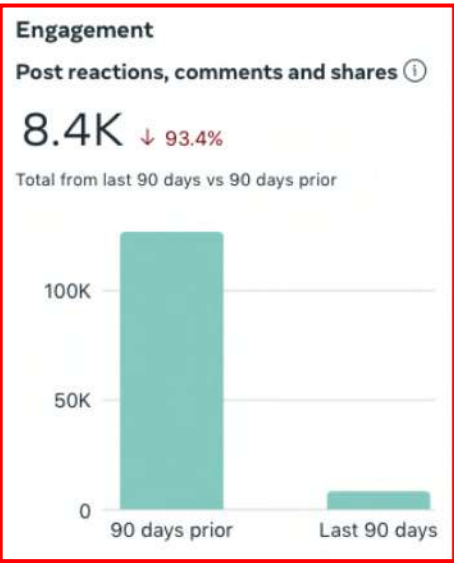 Engagement
Post reactions, comments and shares ⓘ
8.4K ↓ 93.4%
Total from last 90 days vs 90 days prior
100K
50K
0
90 days prior Last 90 days